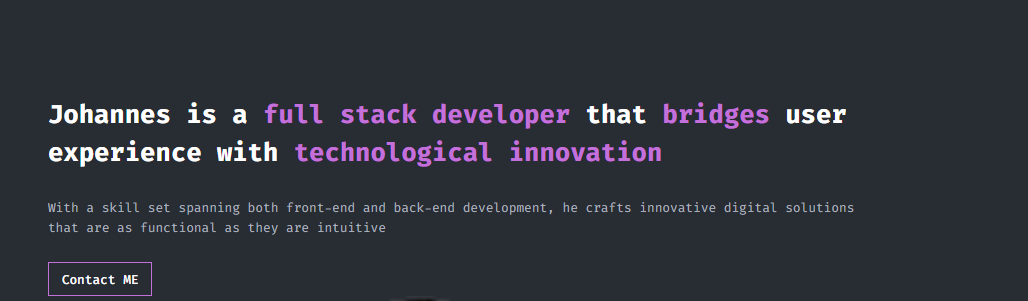 Johannes is a full stack developer that bridges user
experience with technological innovation
With a skill set spanning both front-end and back-end development, he crafts innovative digital solutions
that are as functional as they are intuitive
Contact ME